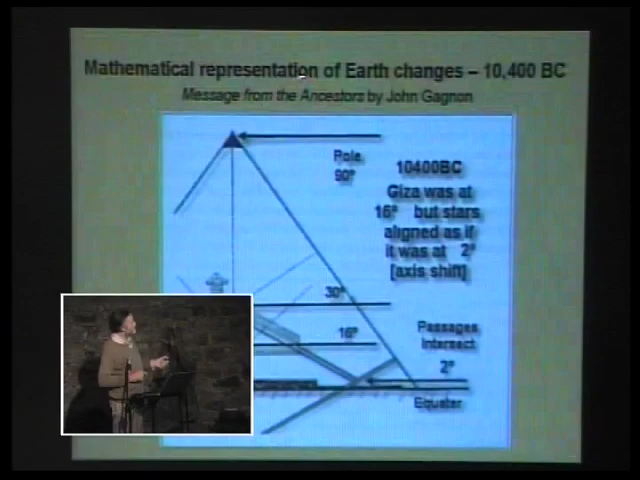 Mathematical representation of Earth changes – 10,400 BC
Message from the Ancestors by John Gagnon
Pole
90º
10400BC
Giza was at
16º but stars
aligned as if
it was at 2º
[axis shift]
30º
16º
Passages
Intersect
2º
Equator